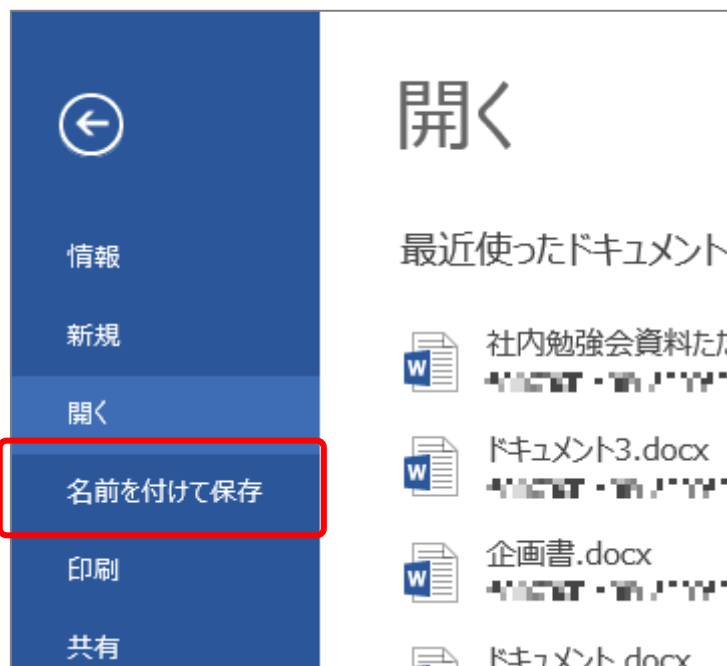 開く
情報
新規
開く
名前を付けて保存
印刷
共有
最近使ったドキュメント
社内勉強会資料た
ドキュメント3.docx
企画書.docx
ドキュメント.docx